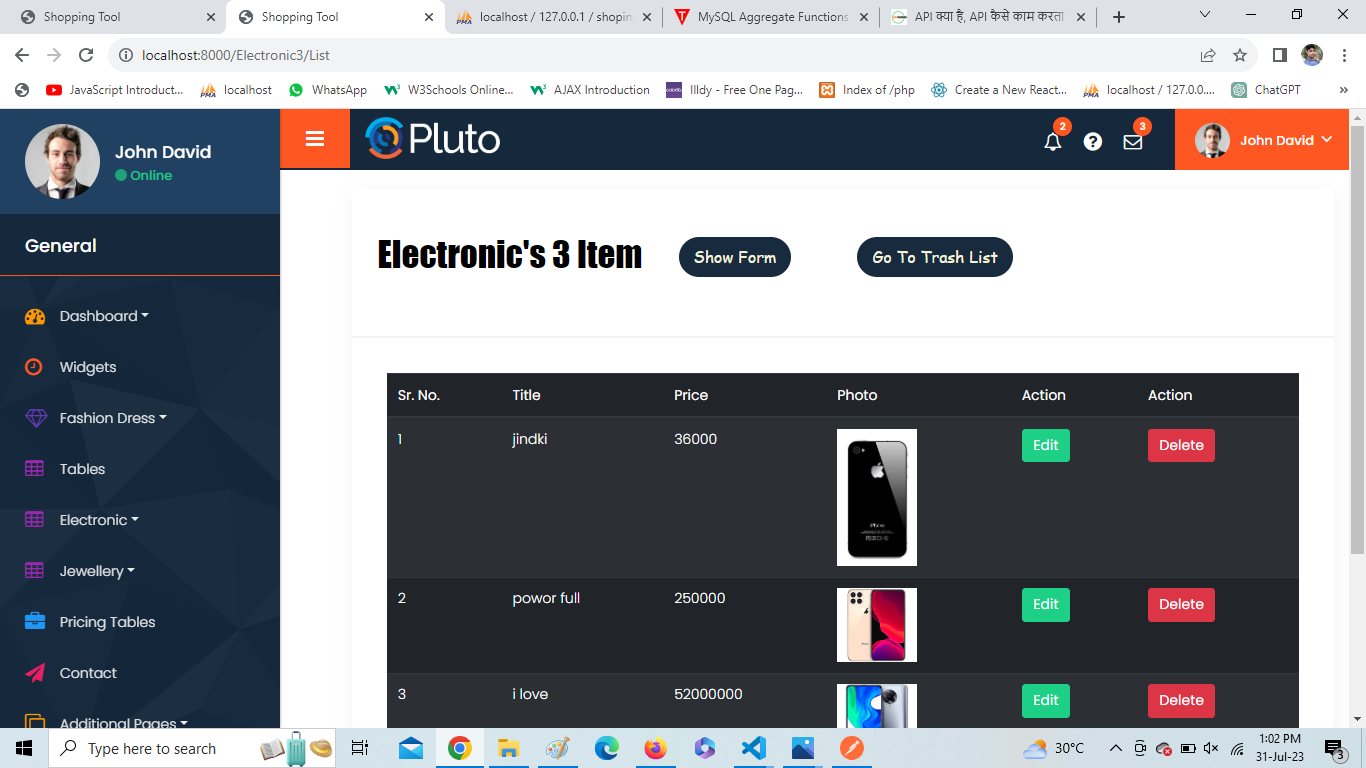 Shopping Tool
Shopping Tool
localhost / 127.0.0.1 / shopin
MySQL Aggregate Functions
API क्या है, API कैसे काम करता
localhost:8000/Electronic3/List
JavaScript Introduct...
localhost
WhatsApp
W3Schools Online...
AJAX Introduction
Illdy - Free One Pag...
Index of /php
Create a New React...
localhost / 127.0.0....
ChatGPT
John David
Online
Pluto
2
3
John David
General
Dashboard
Widgets
Fashion Dress
Tables
Electronic
Jewellery
Pricing Tables
Contact
Additional Pages
Electronic's 3 Item
Show Form
Go To Trash List
Sr. No. Title Price Photo Action Action
1 jindki 36000 Edit Delete
2 powor full 250000 Edit Delete
3 i love 52000000 Edit Delete
Type here to search
30°C
1:02 PM
31-Jul-23
3